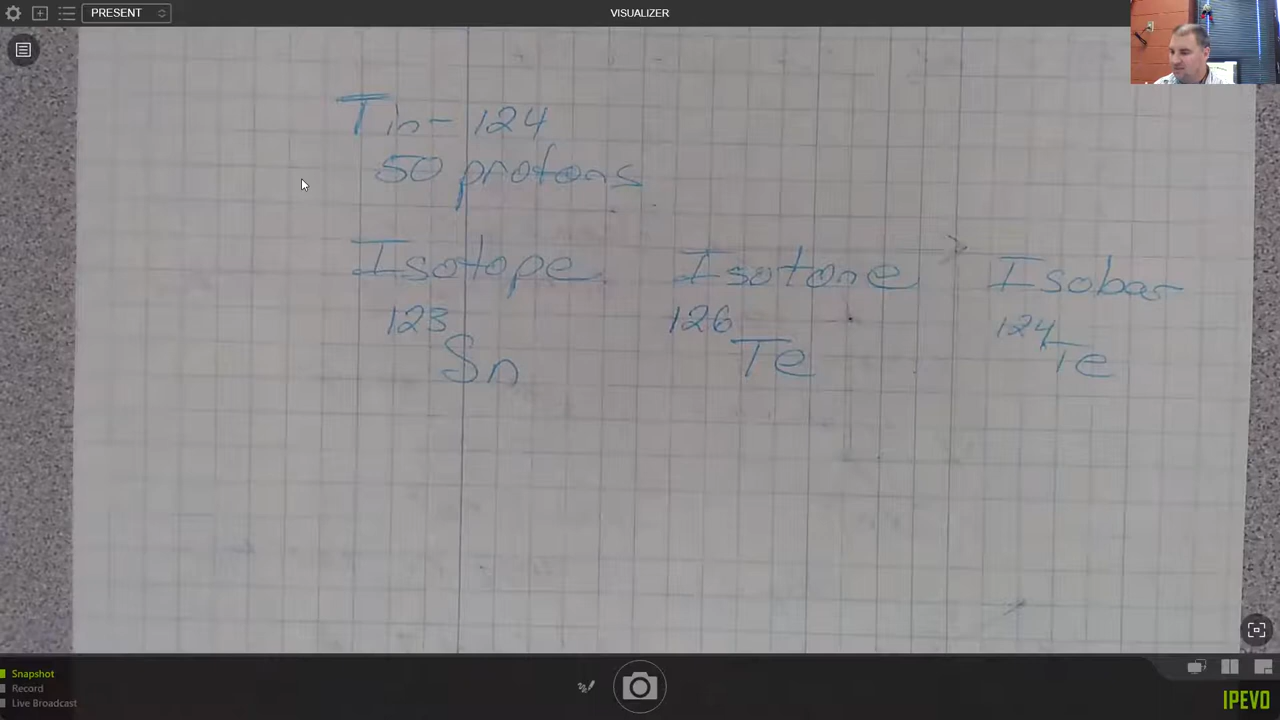 PRESENT
VISUALIZER
Tin-124
50 protons
Isotope Isotone Isobar
123 Sn 126 Te 124 Te
Snapshot
Record
Live Broadcast
IPEVO